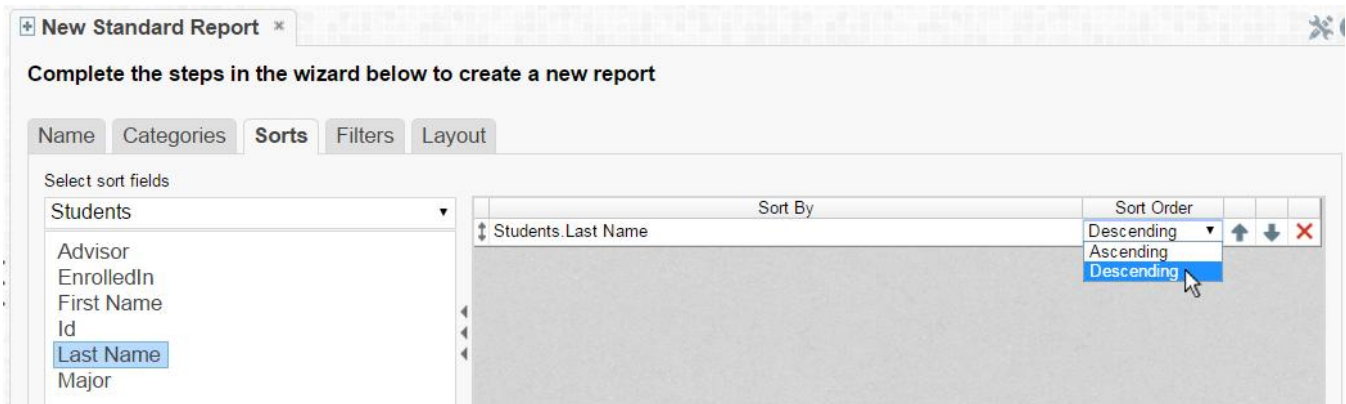 New Standard Report
Complete the steps in the wizard below to create a new report
Name Categories Sorts Filters Layout
Select sort fields
Students
Sort By Sort Order
Students.Last Name Descending
Ascending
Descending
Advisor
EnrolledIn
First Name
Id
Last Name
Major